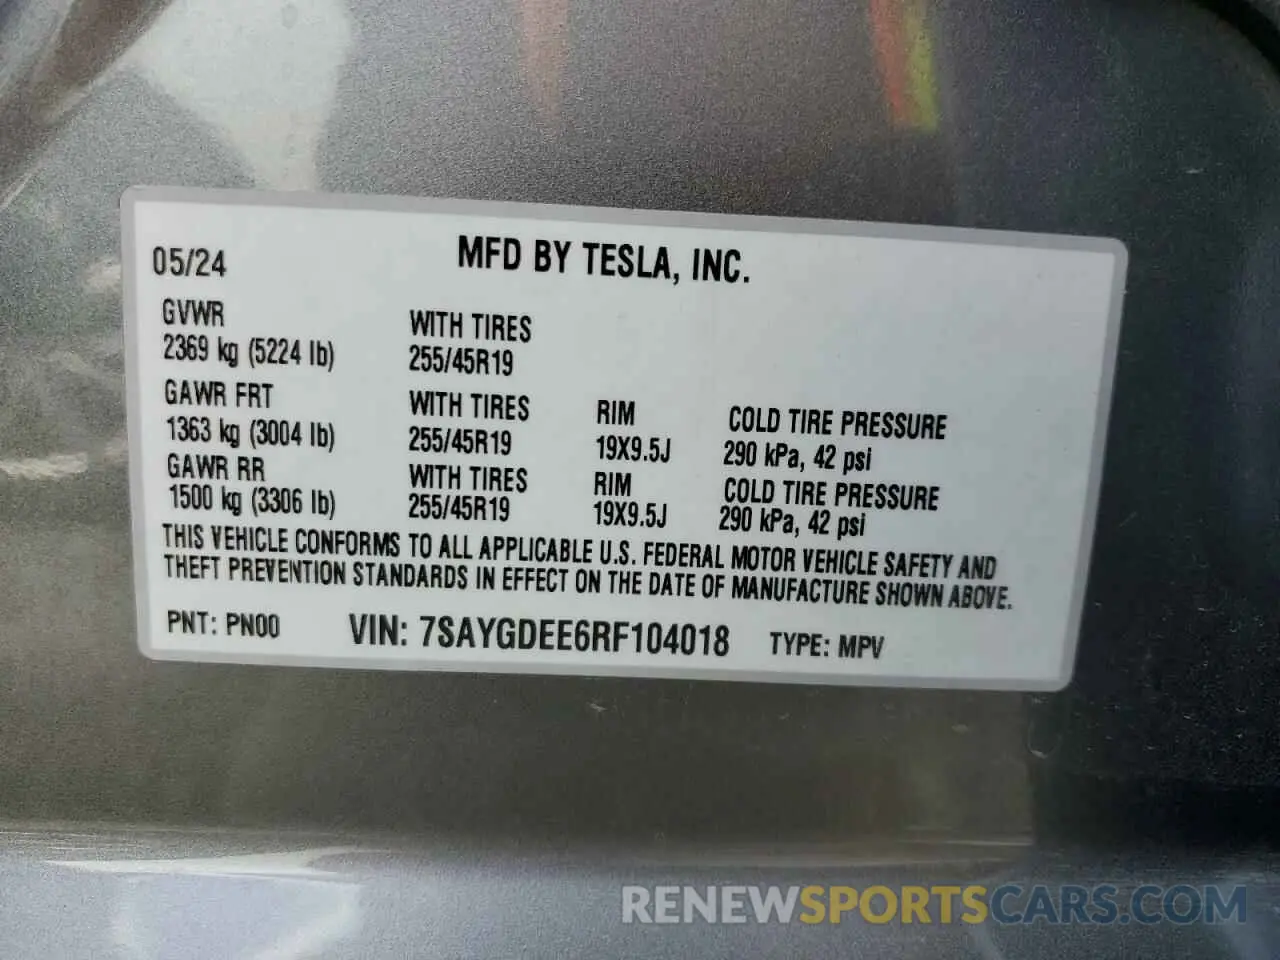 05/24 MFD BY TESLA, INC.
GVWR WITH TIRES
2369 kg (5224 lb) 255/45R19
GAWR FRT WITH TIRES RIM COLD TIRE PRESSURE
1363 kg (3004 lb) 255/45R19 19X9.5J 290 kPa, 42 psi
GAWR RR WITH TIRES RIM COLD TIRE PRESSURE
1500 kg (3306 lb) 255/45R19 19X9.5J 290 kPa, 42 psi
THIS VEHICLE CONFORMS TO ALL APPLICABLE U.S. FEDERAL MOTOR VEHICLE SAFETY AND
THEFT PREVENTION STANDARDS IN EFFECT ON THE DATE OF MANUFACTURE SHOWN ABOVE.
PNT: PN00 VIN: 7SAYGDEE6RF104018 TYPE: MPV
RENEWSPORTSCARS.COM